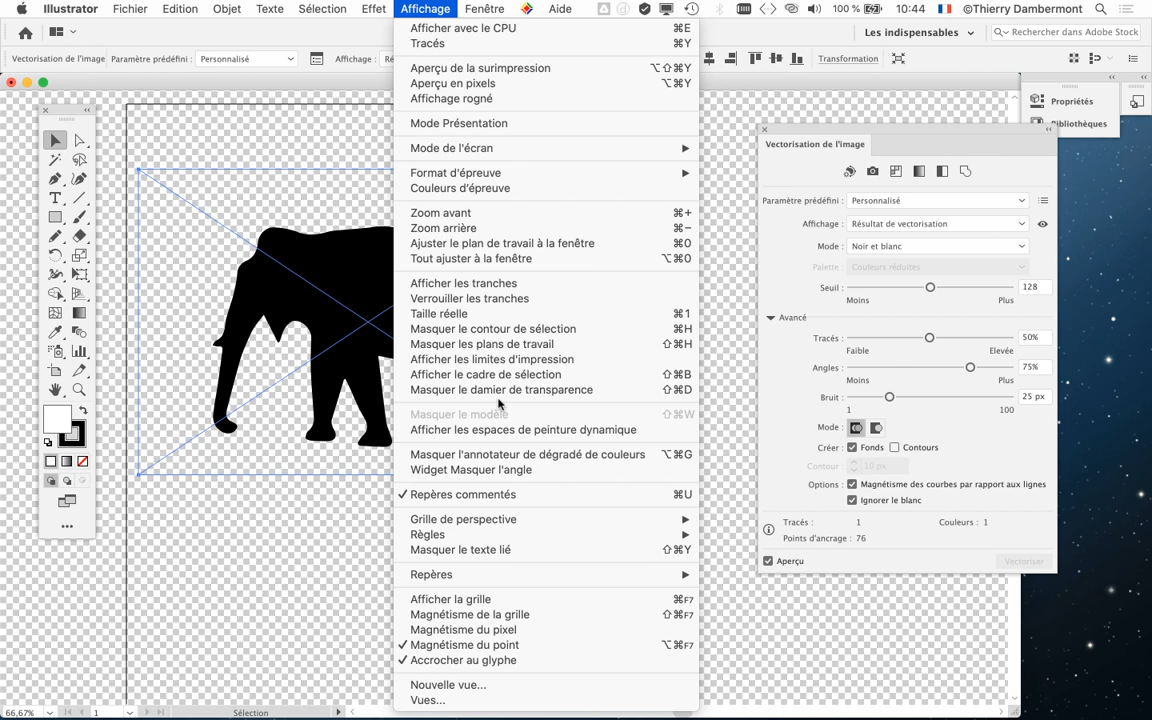 Illustrator Fichier Edition Objet Texte Sélection Effet Affichage Fenêtre Aide 100 % 10:44 ©Thierry Dambermont
Les indispensables Rechercher dans Adobe Stock
Vectorisation de l'image Paramètre prédéfini : Personnalisé Affichage : Transformation
Afficher avec le CPU ⌘E
Tracés ⌘Y
Aperçu de la surimpression ⌥⇧⌘Y
Aperçu en pixels ⌥⌘Y
Affichage rogné
Mode Présentation
Mode de l'écran
Format d'épreuve
Couleurs d'épreuve
Zoom avant ⌘+
Zoom arrière ⌘−
Ajuster le plan de travail à la fenêtre ⌘0
Tout ajuster à la fenêtre ⌥⌘0
Afficher les tranches
Verrouiller les tranches
Taille réelle ⌘1
Masquer le contour de sélection ⌘H
Masquer les plans de travail ⇧⌘H
Afficher les limites d'impression
Afficher le cadre de sélection ⇧⌘B
Masquer le damier de transparence ⇧⌘D
Masquer le modèle ⇧⌘W
Afficher les espaces de peinture dynamique
Masquer l'annotateur de dégradé de couleurs ⌥⌘G
Widget Masquer l'angle
✓ Repères commentés ⌘U
Grille de perspective
Règles
Masquer le texte lié ⇧⌘Y
Repères
Afficher la grille ⌘F7
Magnétisme de la grille ⇧⌘F7
Magnétisme du pixel
✓ Magnétisme du point ⌥⌘F7
✓ Accrocher au glyphe
Nouvelle vue...
Vues...
Propriétés
Bibliothèques
Vectorisation de l'image
Paramètre prédéfini : Personnalisé
Affichage : Résultat de vectorisation
Mode : Noir et blanc
Palette : Couleurs réduites
Seuil : 128
Moins Plus
Avancé
Tracés : 50%
Faible Elevée
Angles : 75%
Moins Plus
Bruit : 25 px
1 100
Mode :
Créer : Fonds Contours
Contour : 10 px
Options : Magnétisme des courbes par rapport aux lignes
Ignorer le blanc
Tracés : 1 Couleurs : 1
Points d'ancrage : 76
Aperçu Vectoriser
66,67% 1 Sélection